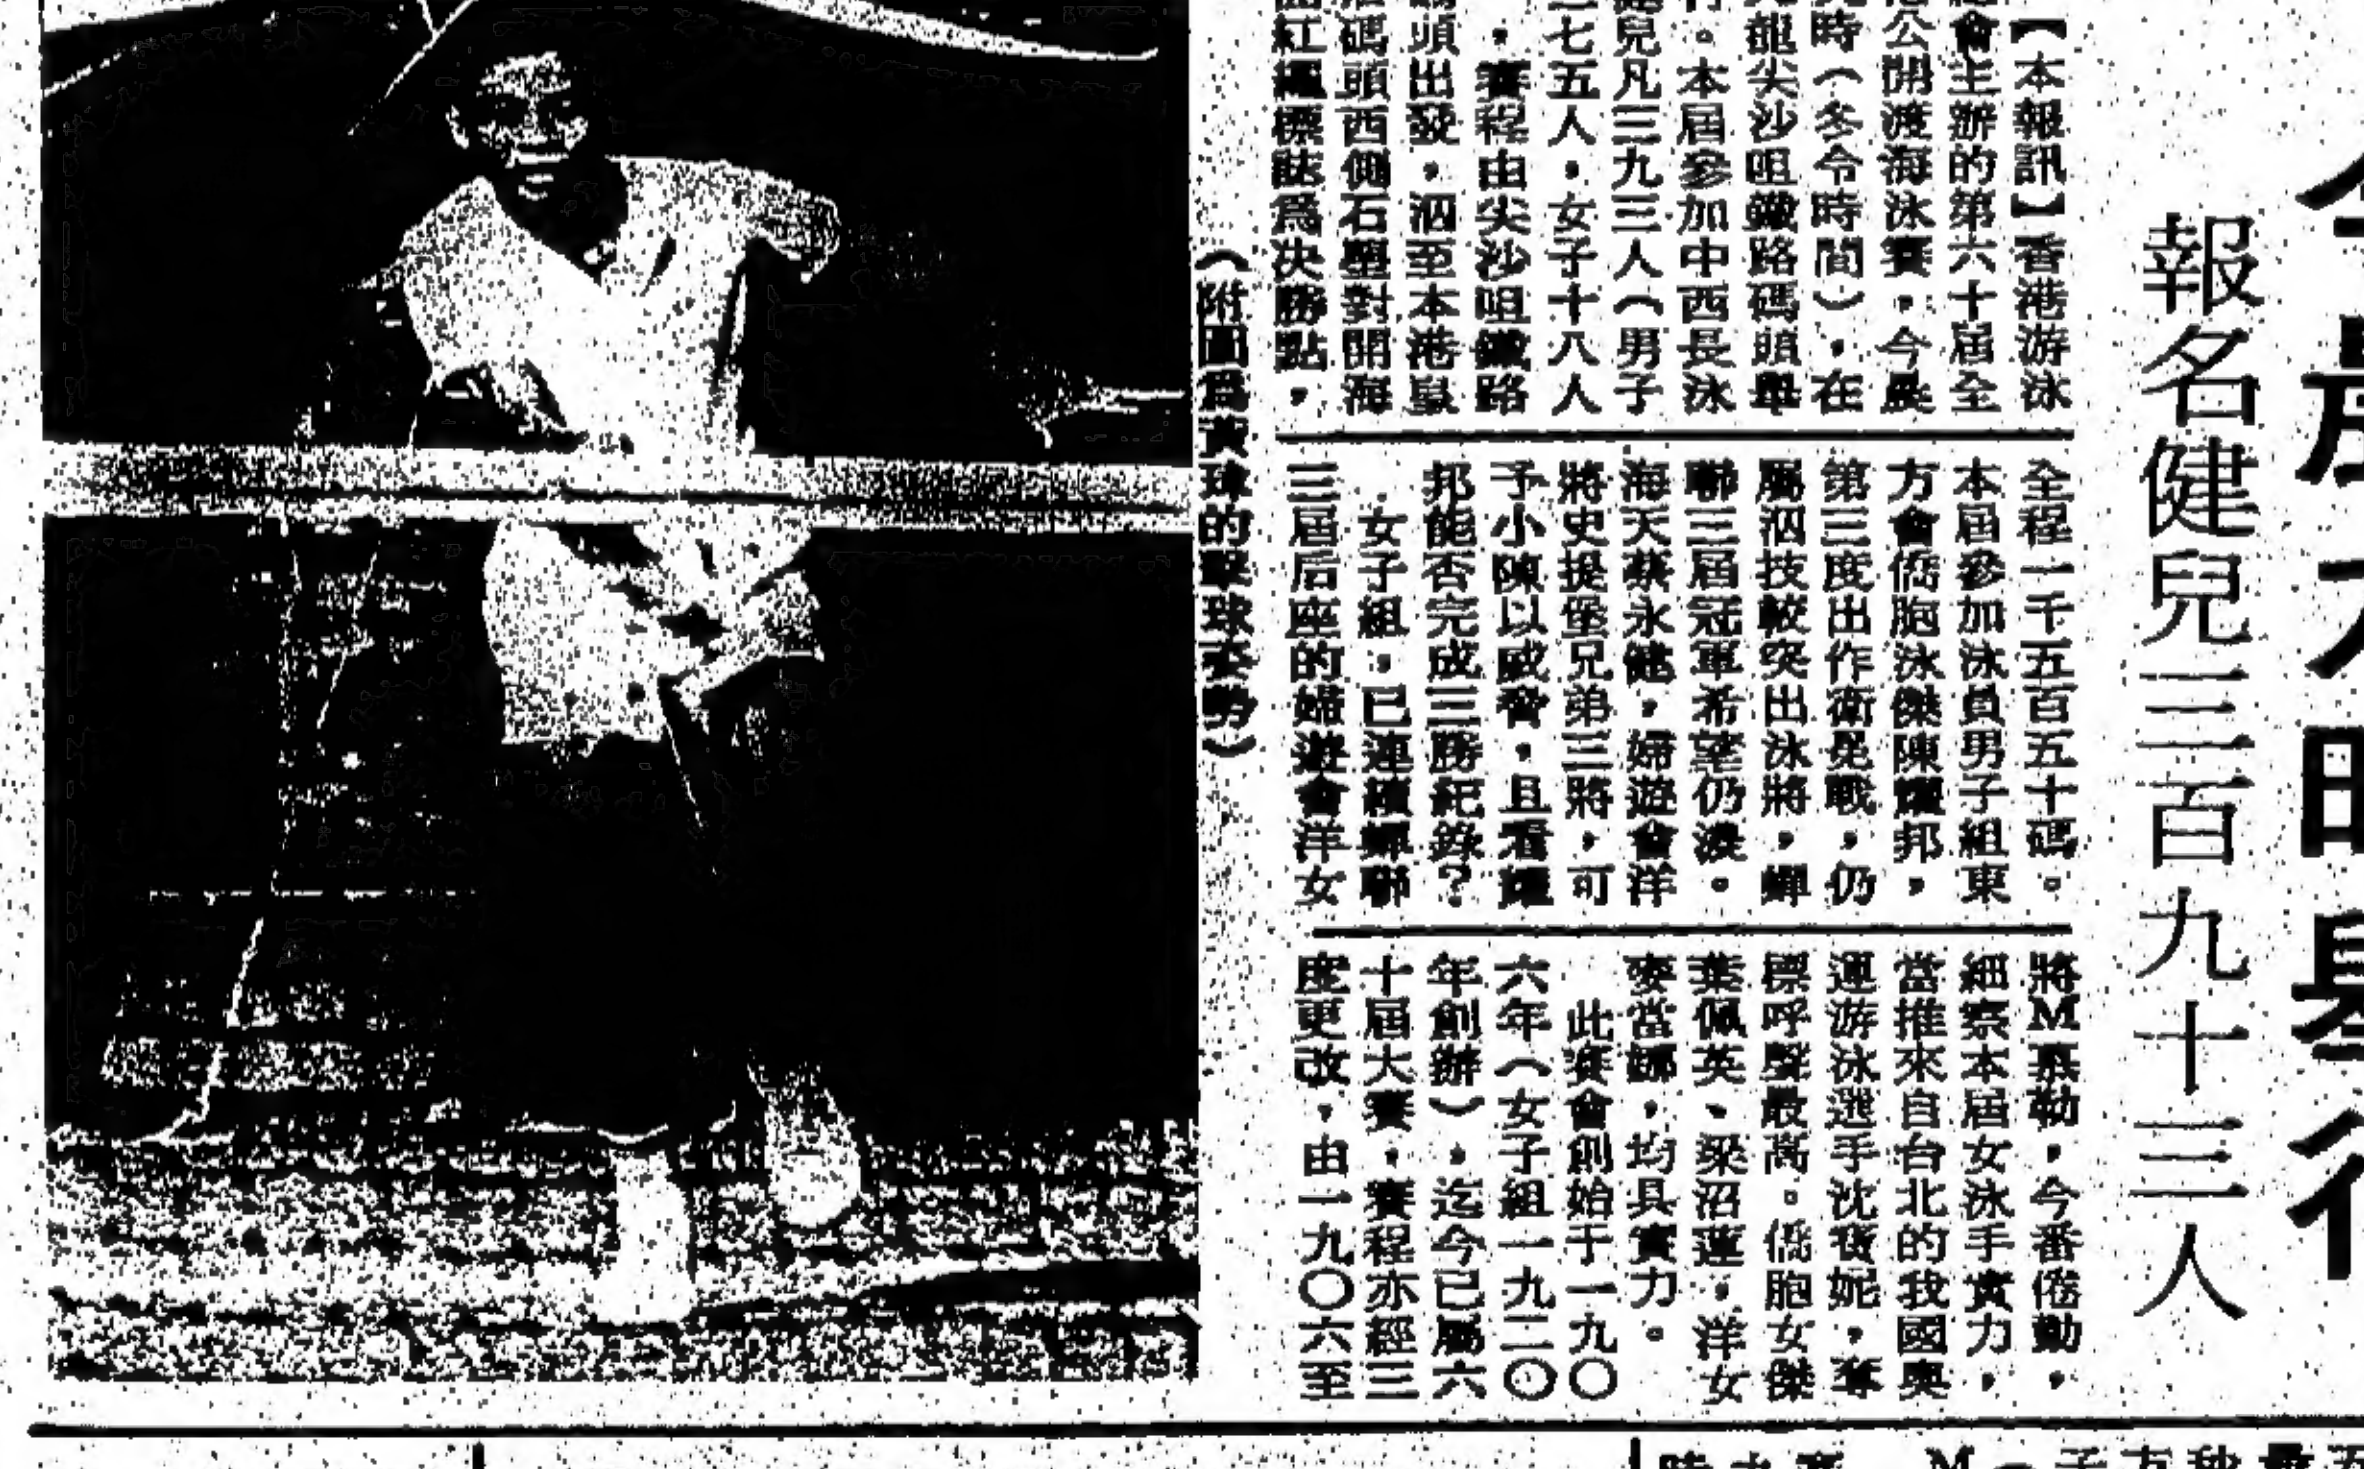 報名健兒三百九十三人
【本報訊】香港游泳
總會主辦的第六十屆全
港公開渡海泳賽，今晨
時（冬令時間），在
九龍尖沙咀鐵路碼頭舉
行。本屆參加中西長泳
健兒凡三九三人（男子
三七五人，女子十八人
，賽程由尖沙咀鐵路
碼頭出發，泅至本港皇
后碼頭西側石壆對開海
面紅繩標誌爲决勝點，
全程一千五百五十碼。
本屆參加泳員男子組東
方會僑胞泳傑陳耀邦，
第三度出作衛冕戰，仍
屬泅技較突出泳將，蟬
聯三屆冠軍希望仍濃。
海天蔡永健，婦遊會洋
將史提堡兄弟三將，可
予小陳以威脅，且看耀
邦能否完成三勝紀錄？
女子組，已連續蟬聯
三屆后座的婦遊會洋女
將M慕勒，今番倦勤，
細察本屆女泳手實力，
當推來自台北的我國奧
運游泳選手沈寶妮，奪
標呼聲最高。僑胞女傑
葉佩英、梁沼蓮，洋女
麥當娜，均具實力。
此賽會創始于一九〇
六年（女子組一九二〇
年創辦），迄今已屬六
十屆大賽，賽程亦經三
度更改，由一九〇六至
（附圖爲黃瑋的擊球姿勢）